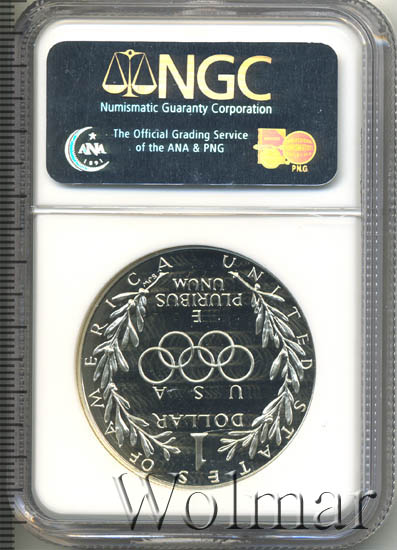 NGC
Numismatic Guaranty Corporation
The Official Grading Service
of the ANA & PNG
ANA
1891
P.N.G.
UNITED STATES OF AMERICA
E
PLURIBUS
UNUM
U S A
DOLLAR
1
Wolmar